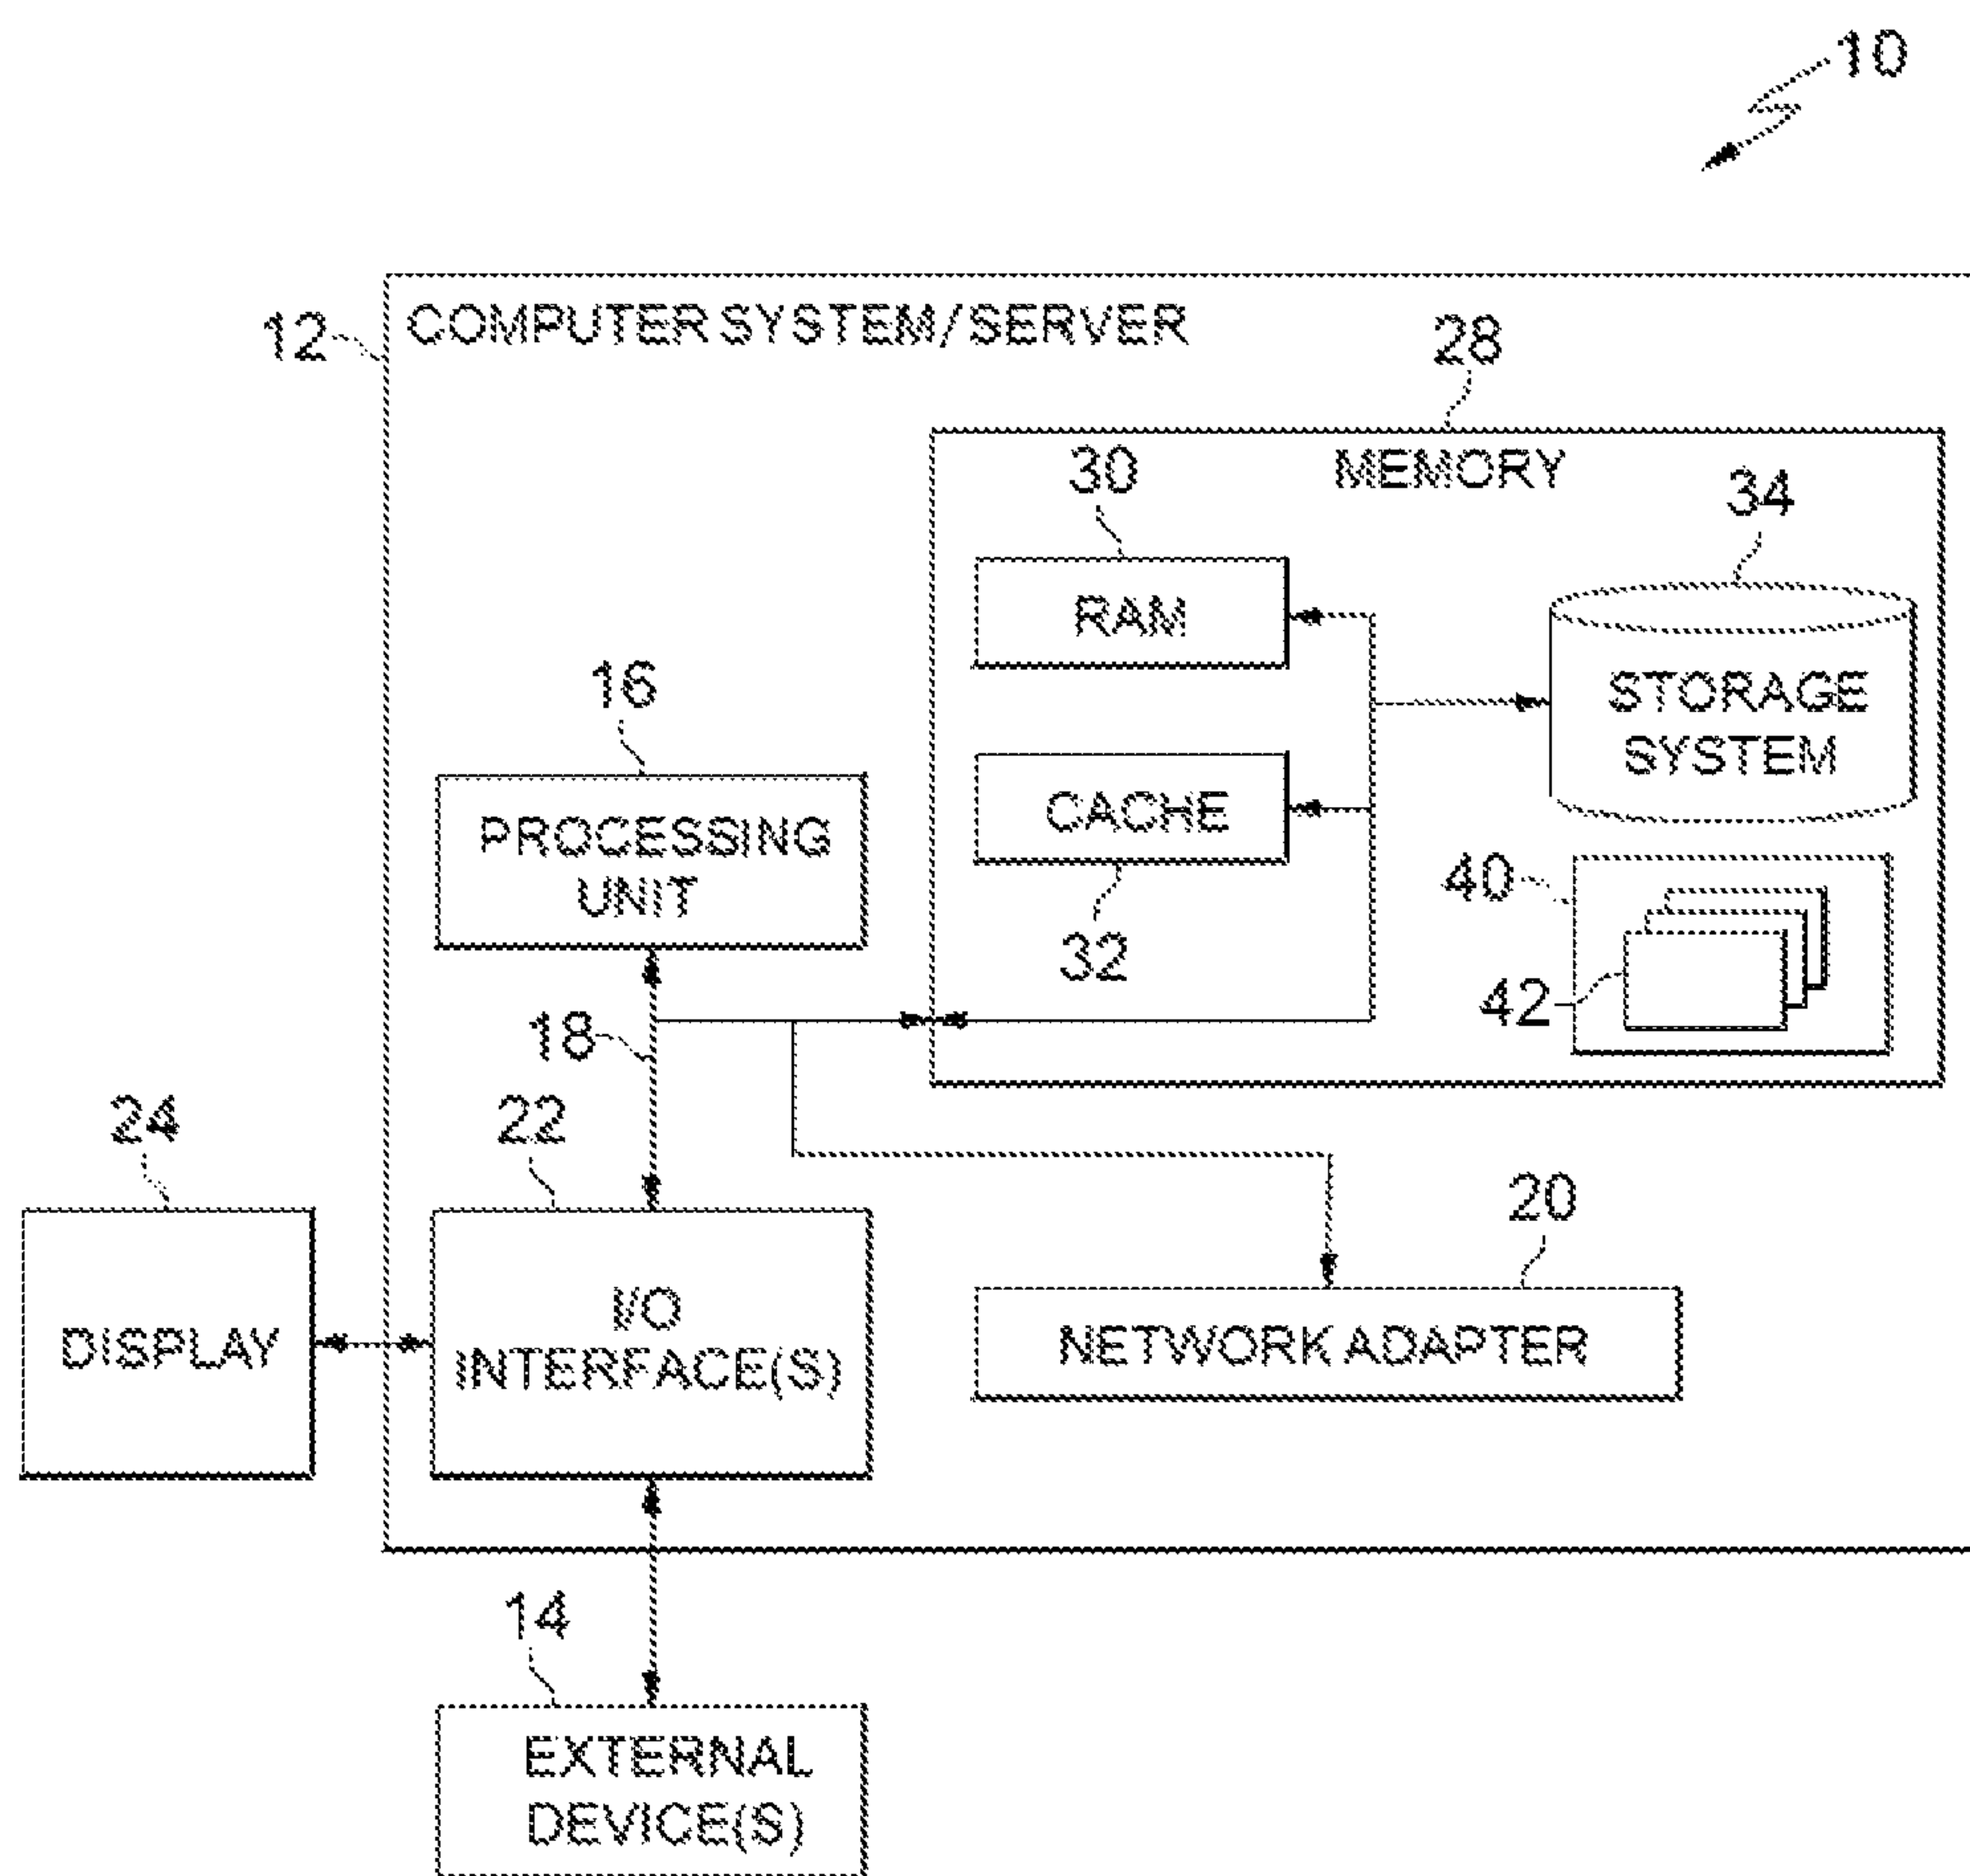 10
12
COMPUTER SYSTEM/SERVER
28
MEMORY
30
34
RAM
STORAGE
SYSTEM
16
CACHE
PROCESSING
UNIT
40
32
42
18
24
22
20
I/O
INTERFACE(S)
DISPLAY
NETWORK ADAPTER
14
EXTERNAL
DEVICE(S)